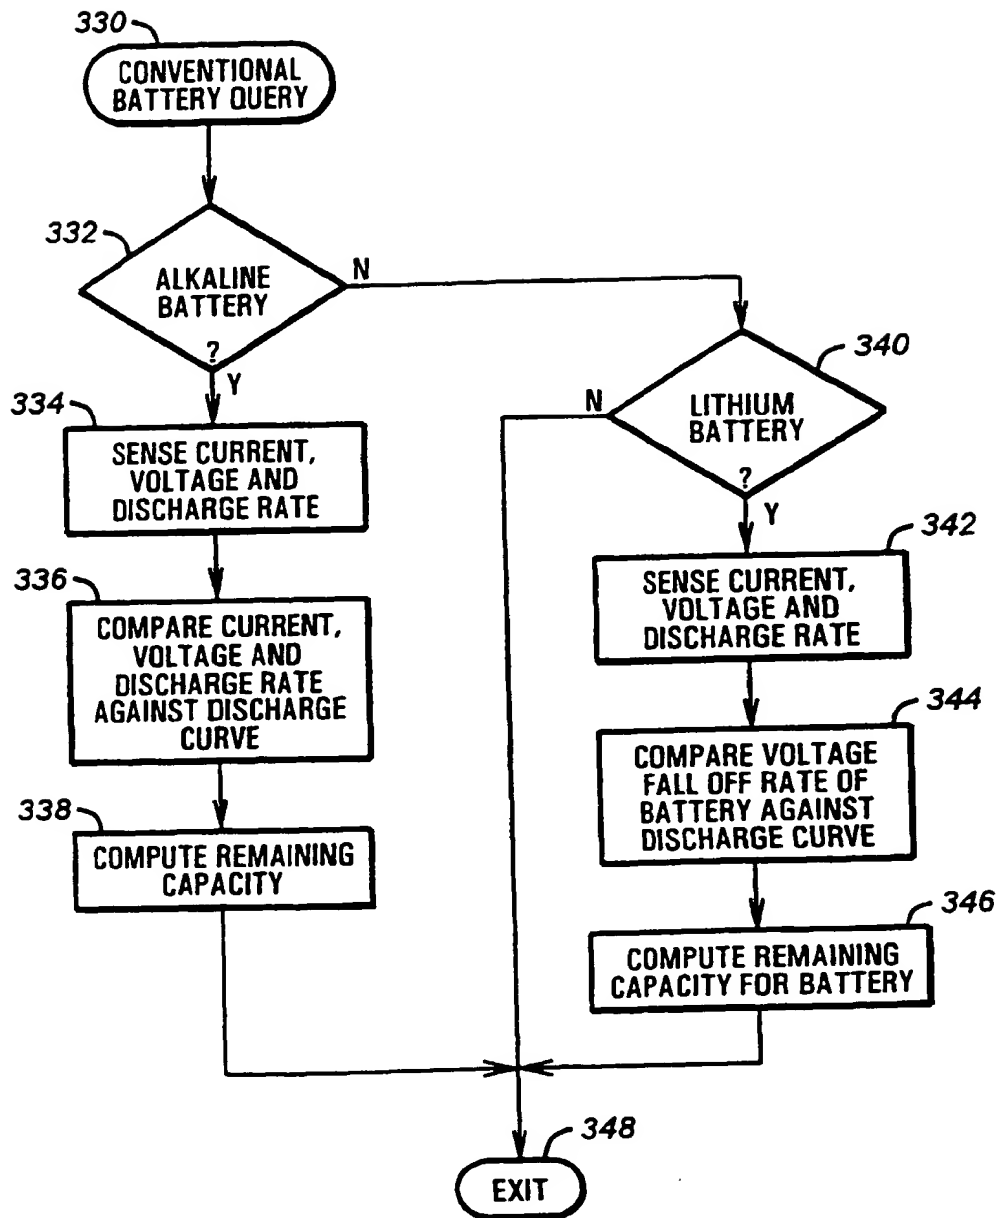 330
CONVENTIONAL
BATTERY QUERY
332
ALKALINE
BATTERY
?
N
Y
334
SENSE CURRENT,
VOLTAGE AND
DISCHARGE RATE
336
COMPARE CURRENT,
VOLTAGE AND
DISCHARGE RATE
AGAINST DISCHARGE
CURVE
338
COMPUTE REMAINING
CAPACITY
340
LITHIUM
BATTERY
?
N
Y
342
SENSE CURRENT,
VOLTAGE AND
DISCHARGE RATE
344
COMPARE VOLTAGE
FALL OFF RATE OF
BATTERY AGAINST
DISCHARGE CURVE
346
COMPUTE REMAINING
CAPACITY FOR BATTERY
348
EXIT